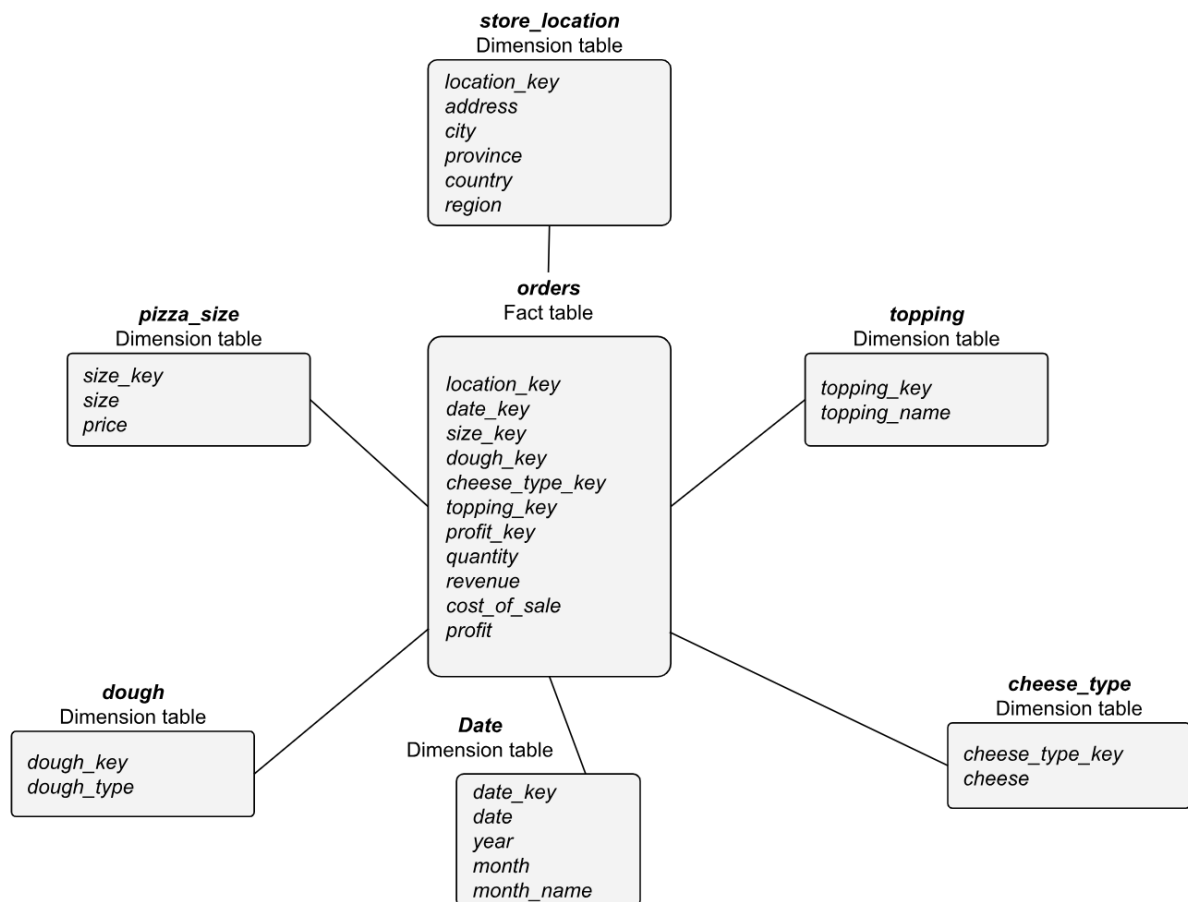 store_location
Dimension table
location_key
address
city
province
country
region
orders
Fact table
location_key
date_key
size_key
dough_key
cheese_type_key
topping_key
profit_key
quantity
revenue
cost_of_sale
profit
pizza_size
Dimension table
size_key
size
price
topping
Dimension table
topping_key
topping_name
dough
Dimension table
dough_key
dough_type
Date
Dimension table
date_key
date
year
month
month_name
cheese_type
Dimension table
cheese_type_key
cheese